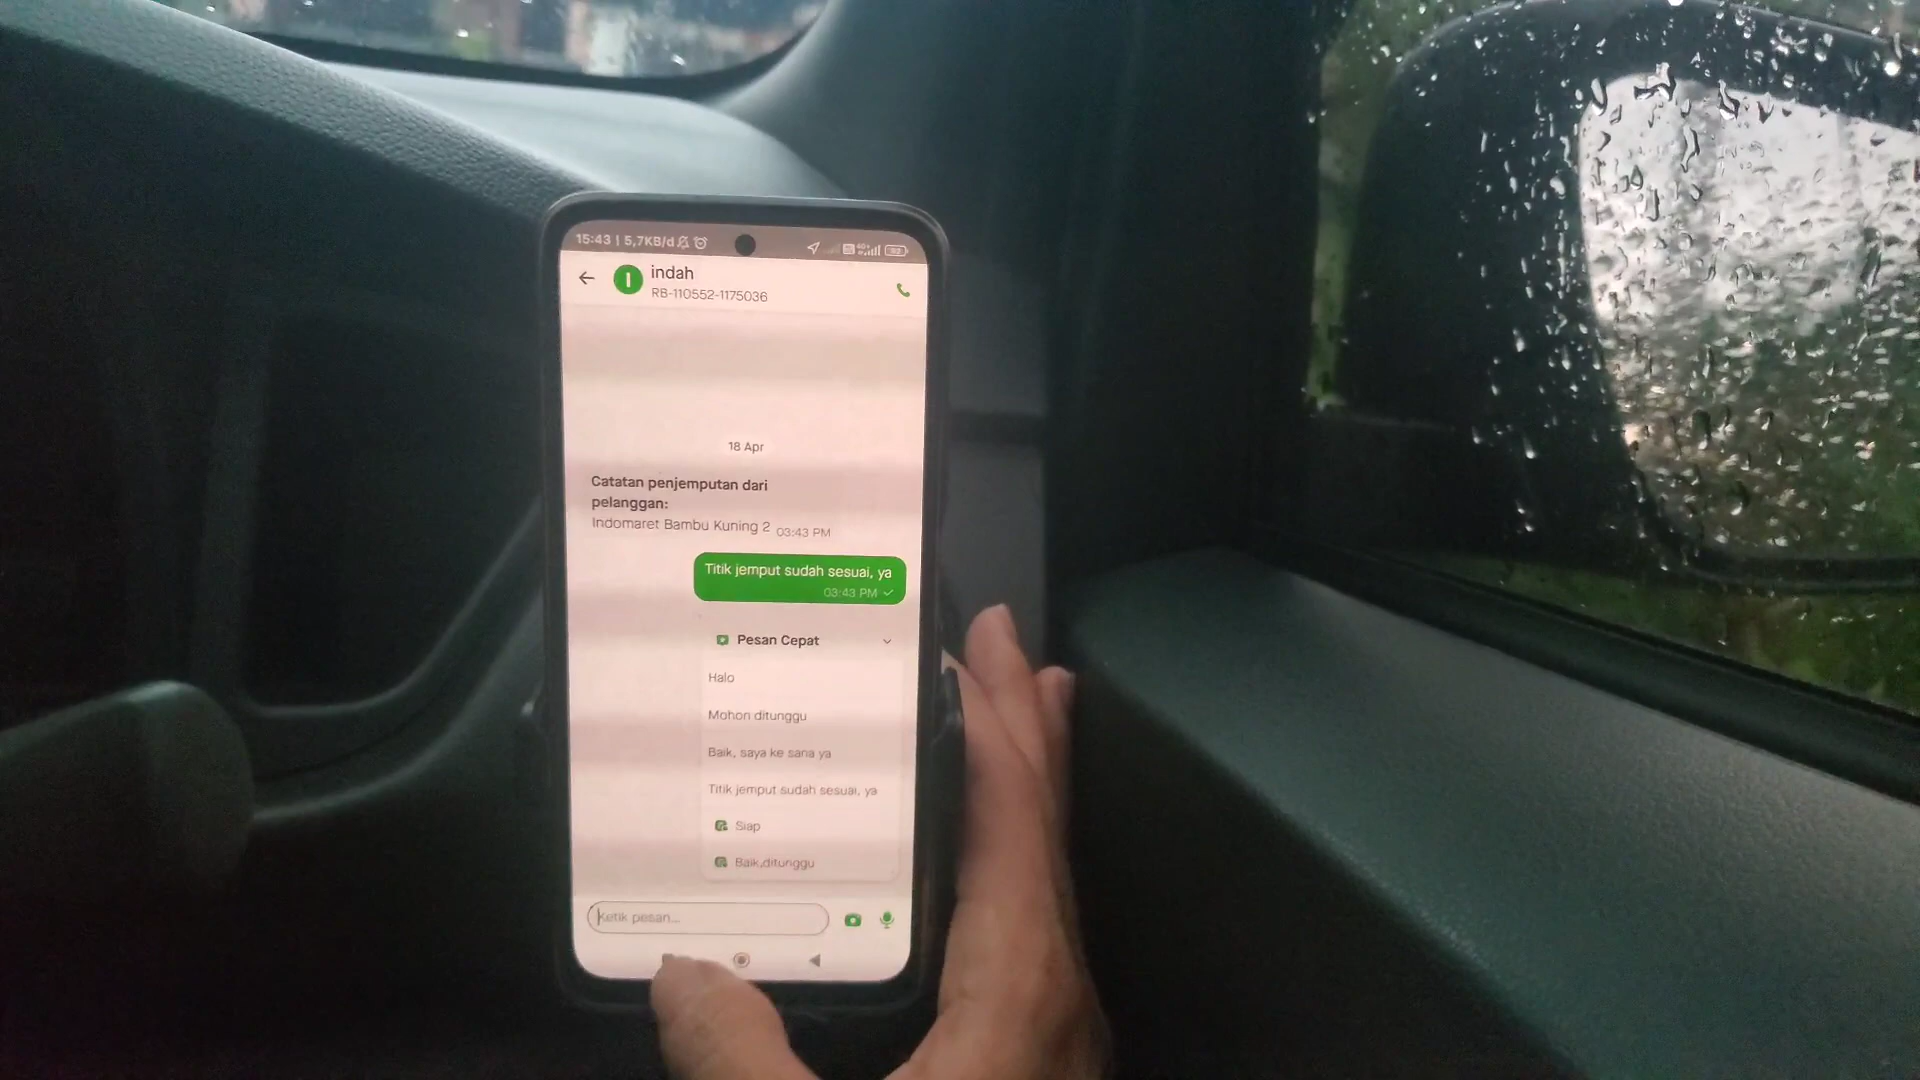 15:43 | 5,7KB/d
I
indah
RB-110552-1175036
18 Apr
Catatan penjemputan dari
pelanggan:
Indomaret Bambu Kuning 2 03:43 PM
Titik jemput sudah sesuai, ya
03:43 PM
Pesan Cepat
Halo
Mohon ditunggu
Baik, saya ke sana ya
Titik jemput sudah sesuai, ya
Siap
Baik,ditunggu
Ketik pesan...